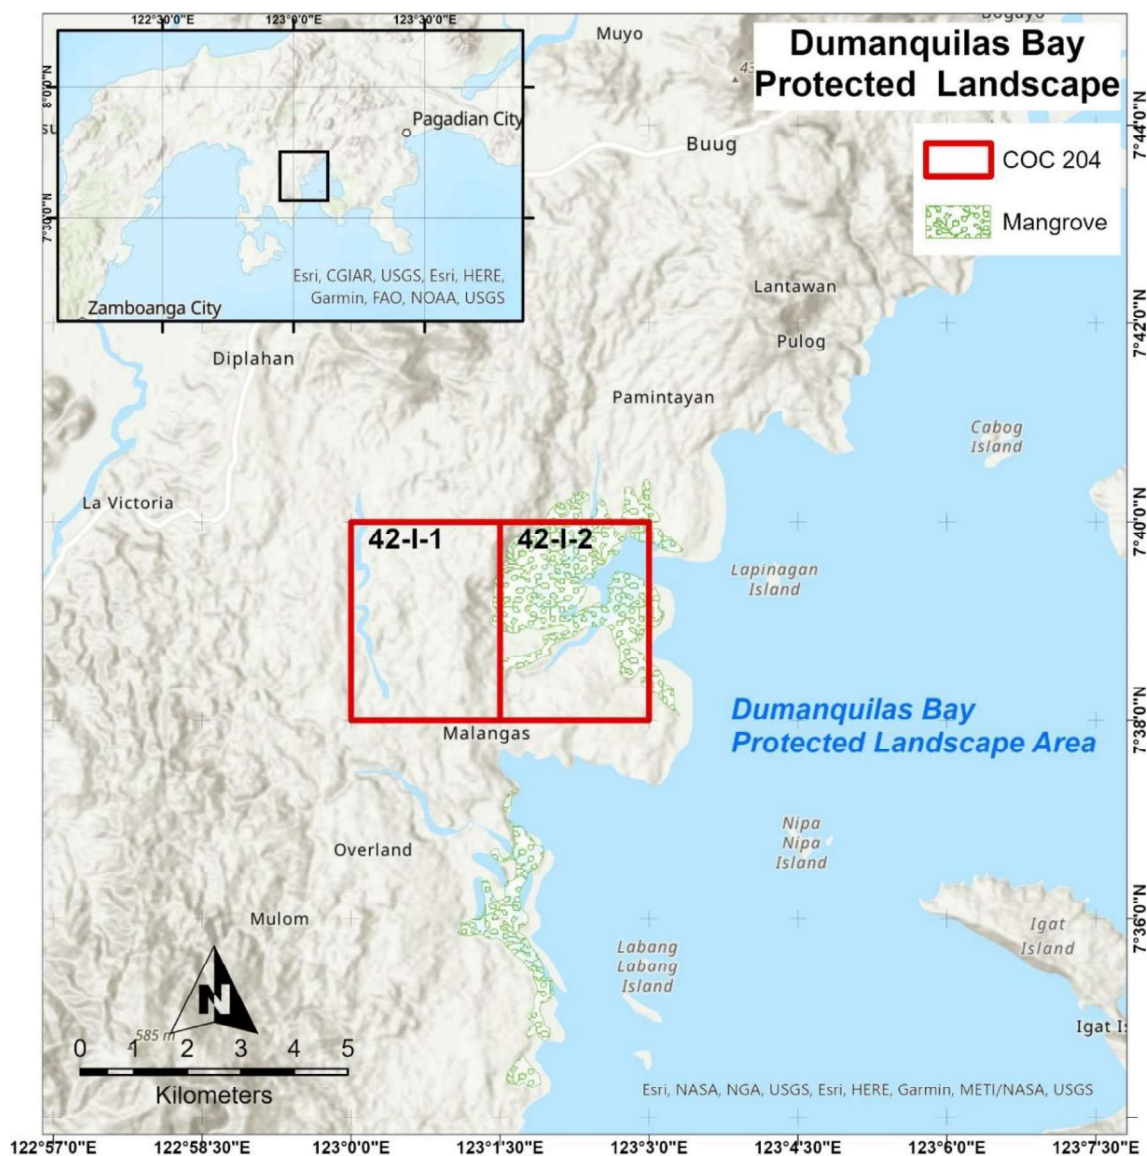 122°30'0"E
123°0'0"E
123°30'0"E
8°0'0"N
7°30'0"N
Pagadian City
Zamboanga City
Esri, CGIAR, USGS, Esri, HERE,
Garmin, FAO, NOAA, USGS
Dumanquilas Bay
Protected Landscape
COC 204
Mangrove
Muyo
Buug
Lantawan
Pulog
Diplahan
Pamintayan
Cabog
Island
La Victoria
42-I-1
42-I-2
Lapinagan
Island
Dumanquilas Bay
Protected Landscape Area
Malangas
Nipa
Nipa
Island
Overland
Mulom
Labang
Labang
Island
Igat
Island
N
585 m
0 1 2 3 4 5
Kilometers
Esri, NASA, NGA, USGS, Esri, HERE, Garmin, METI/NASA, USGS
7°44'0"N
7°42'0"N
7°40'0"N
7°38'0"N
7°36'0"N
122°57'0"E
122°58'30"E
123°0'0"E
123°1'30"E
123°3'0"E
123°4'30"E
123°6'0"E
123°7'30"E